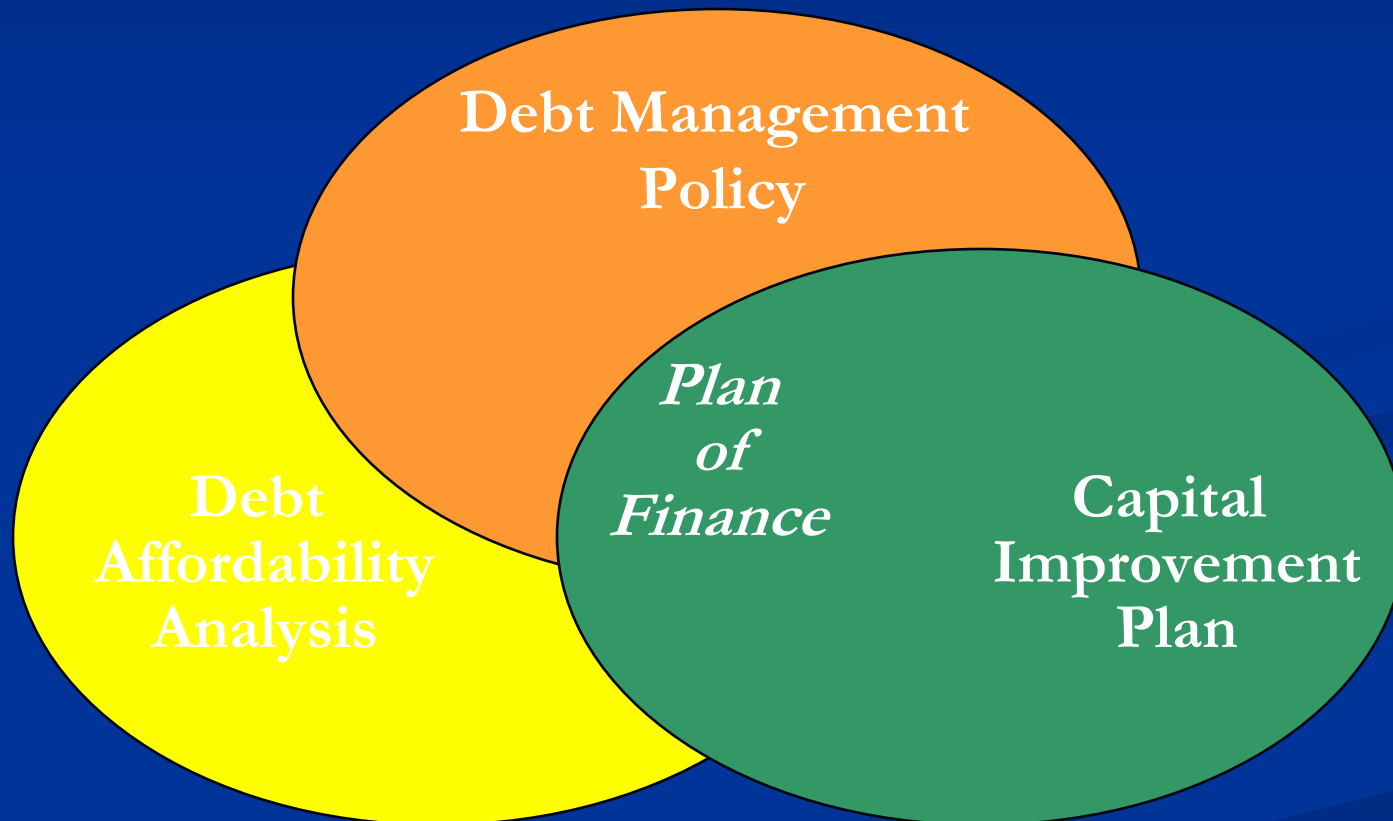 Debt Management
Policy
Plan
of
Finance
Debt
Affordability
Analysis
Capital
Improvement
Plan